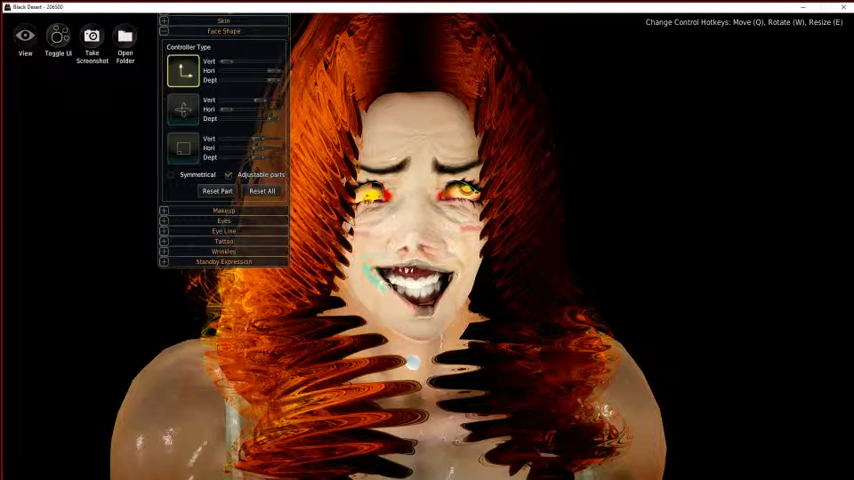 Black Desert - 206500
Change Control Hotkeys: Move (Q), Rotate (W), Resize (E)
View
Toggle UI
Take
Screenshot
Open
Folder
Skin
Face Shape
Controller Type
Vert
Hori
Dept
Vert
Hori
Dept
Vert
Hori
Dept
Symmetrical
Adjustable parts
Reset Part
Reset All
Makeup
Eyes
Eye Line
Tattoo
Wrinkles
Standby Expression